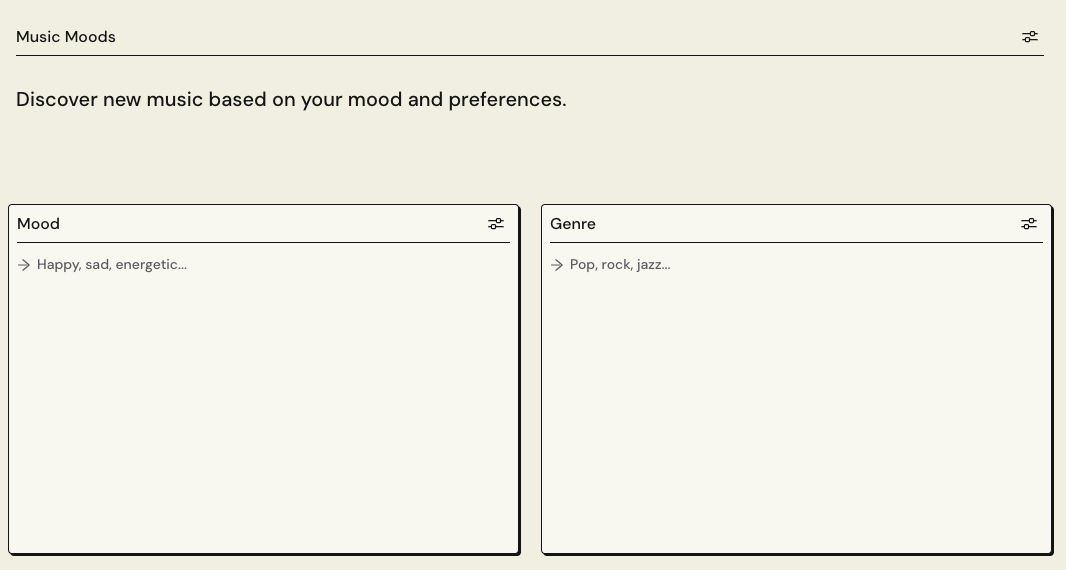 Music Moods
Discover new music based on your mood and preferences.
Mood
Happy, sad, energetic...
Genre
Pop, rock, jazz...